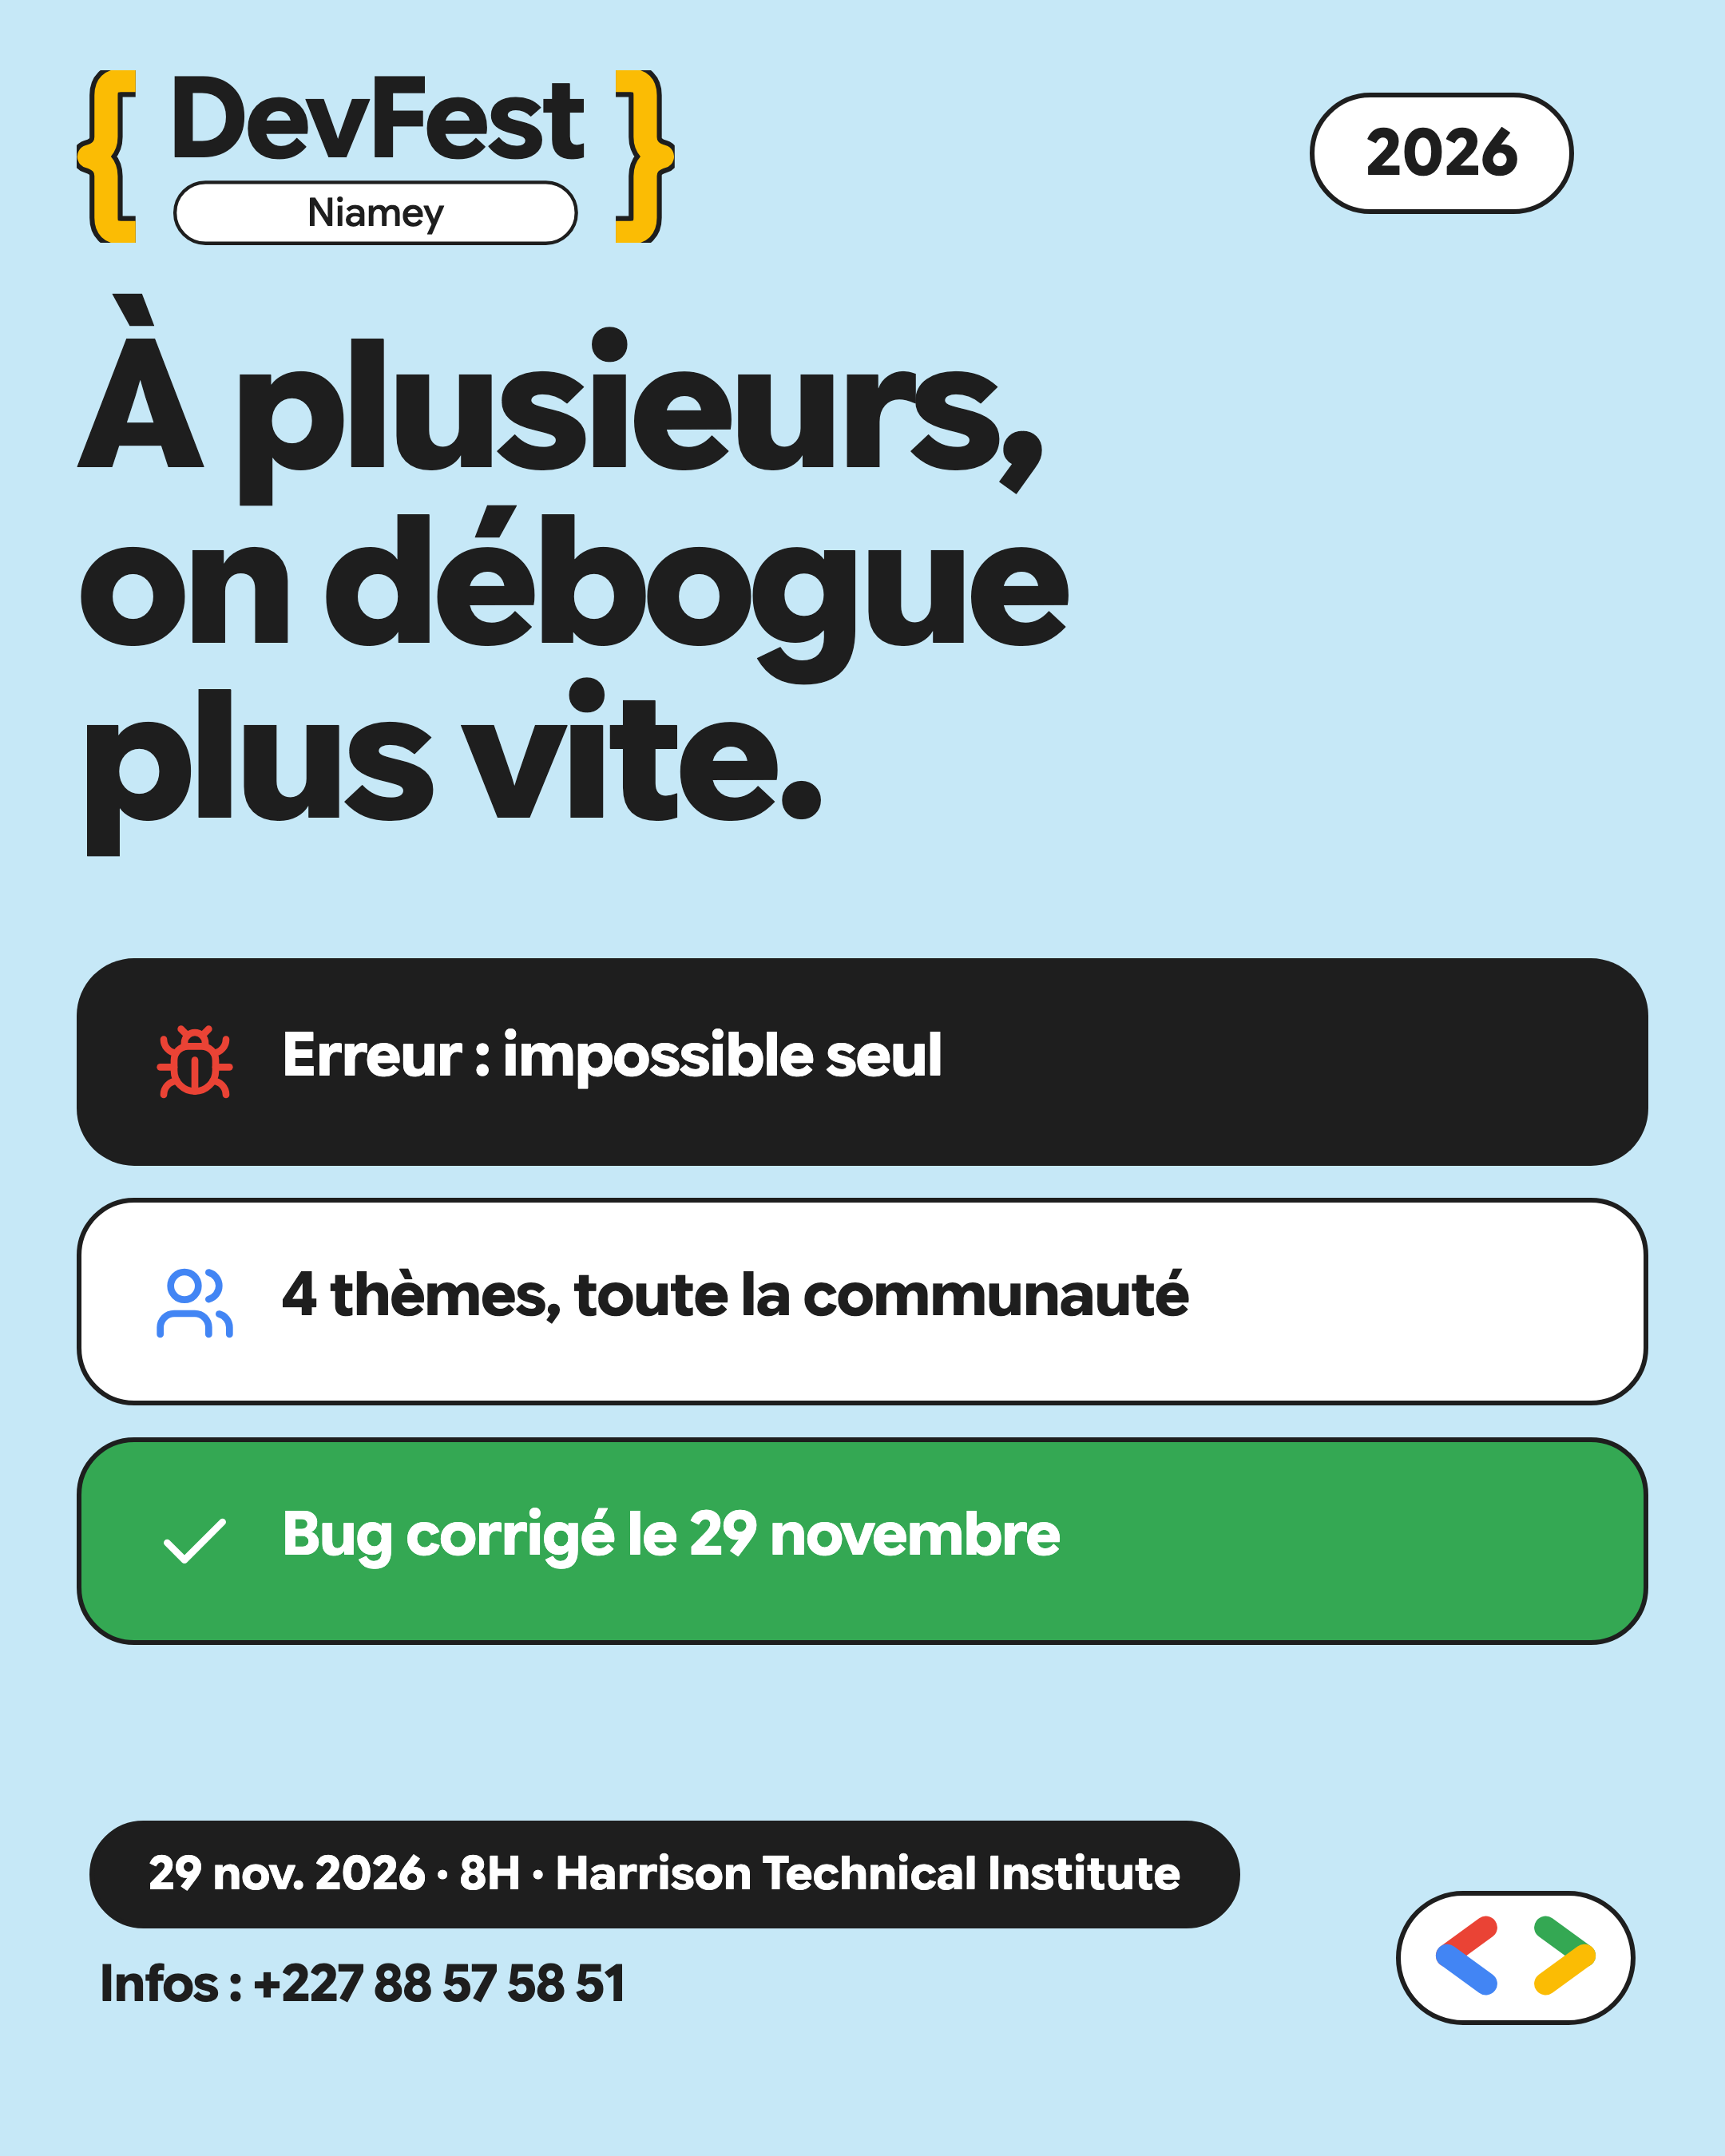 DevFest
Niamey
2026
À plusieurs,
on débogue
plus vite.
Erreur : impossible seul
4 thèmes, toute la communauté
Bug corrigé le 29 novembre
29 nov. 2026 · 8H · Harrison Technical Institute
Infos : +227 88 57 58 51